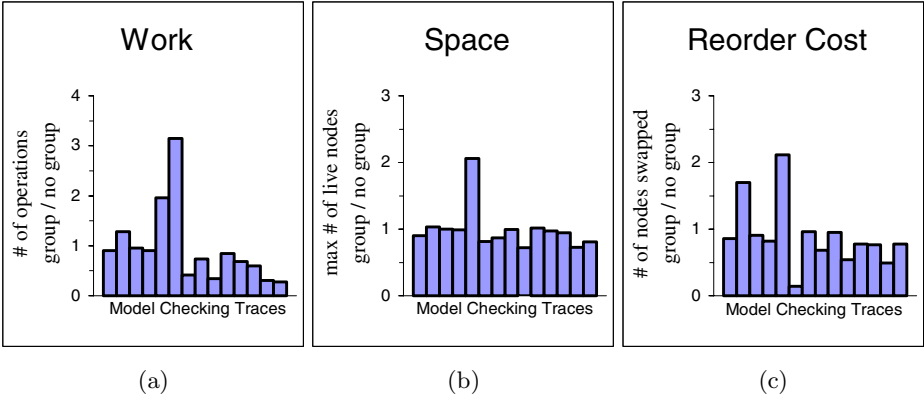 Work
# of operations
group / no group
4
3
2
1
0
Model Checking Traces
(a)
Space
max # of live nodes
group / no group
3
2
1
0
Model Checking Traces
(b)
Reorder Cost
# of nodes swapped
group / no group
3
2
1
0
Model Checking Traces
(c)